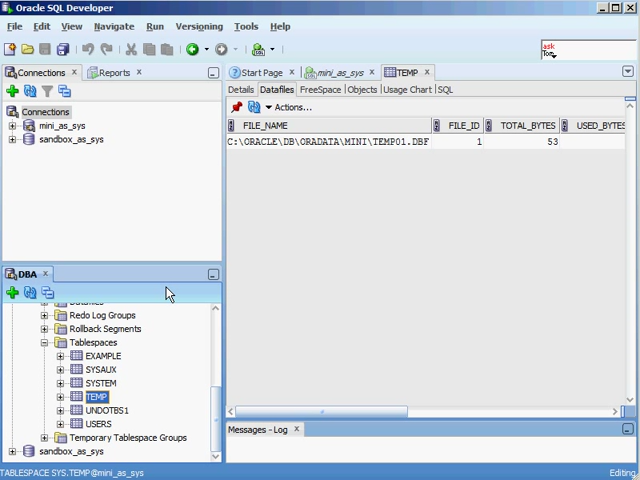 Oracle SQL Developer
File Edit View Navigate Run Versioning Tools Help
ask
Tom
Connections Reports
Start Page mini_as_sys TEMP
Details Datafiles FreeSpace Objects Usage Chart SQL
Actions...
Connections
mini_as_sys
sandbox_as_sys
FILE_NAME FILE_ID TOTAL_BYTES USED_BYTES
C:\ORACLE\DB\ORADATA\MINI\TEMP01.DBF 1 53
DBA
Datafiles
Redo Log Groups
Rollback Segments
Tablespaces
EXAMPLE
SYSAUX
SYSTEM
TEMP
UNDOTBS1
USERS
Temporary Tablespace Groups
sandbox_as_sys
Messages - Log
TABLESPACE SYS.TEMP@mini_as_sys Editing